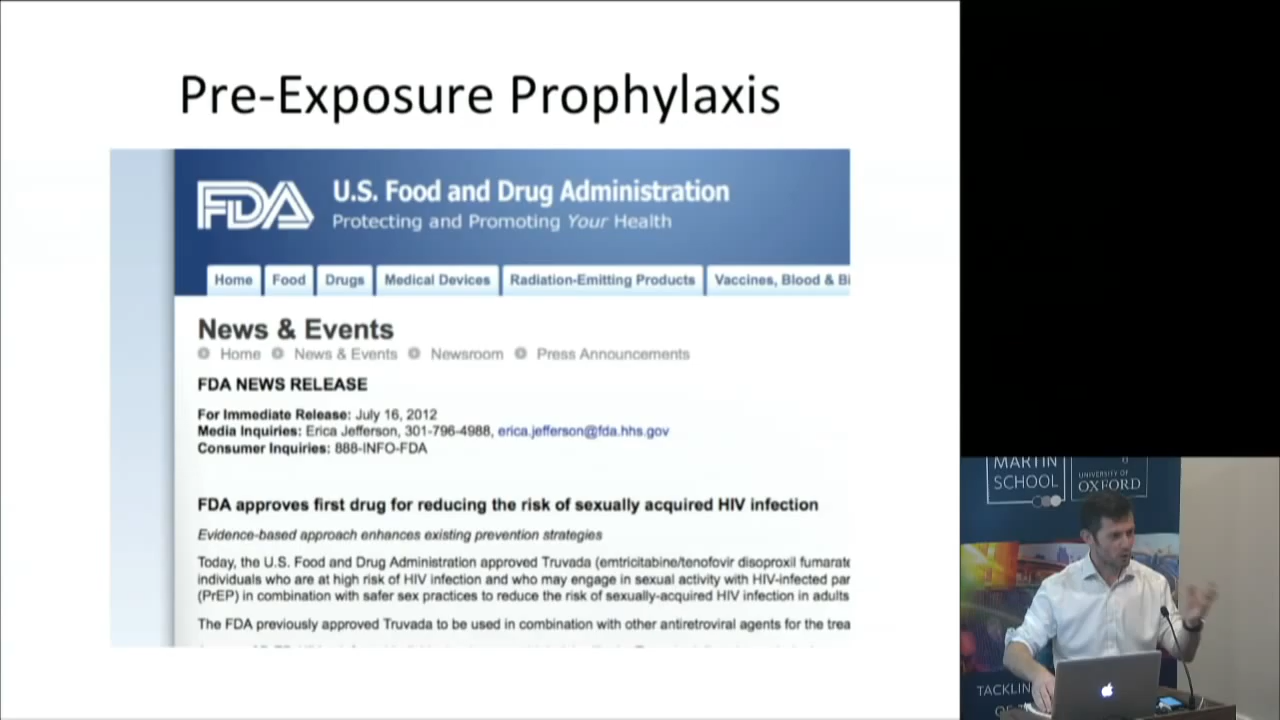 Pre-Exposure Prophylaxis
FDA
U.S. Food and Drug Administration
Protecting and Promoting Your Health
Home
Food
Drugs
Medical Devices
Radiation-Emitting Products
Vaccines, Blood & Bi
News & Events
Home News & Events Newsroom Press Announcements
FDA NEWS RELEASE
For Immediate Release: July 16, 2012
Media Inquiries: Erica Jefferson, 301-796-4988, erica.jefferson@fda.hhs.gov
Consumer Inquiries: 888-INFO-FDA
FDA approves first drug for reducing the risk of sexually acquired HIV infection
Evidence-based approach enhances existing prevention strategies
Today, the U.S. Food and Drug Administration approved Truvada (emtricitabine/tenofovir disoproxil fumarate
individuals who are at high risk of HIV infection and who may engage in sexual activity with HIV-infected par
(PrEP) in combination with safer sex practices to reduce the risk of sexually-acquired HIV infection in adults
The FDA previously approved Truvada to be used in combination with other antiretroviral agents for the trea
MARTIN
SCHOOL
UNIVERSITY OF
OXFORD
TACKLIN